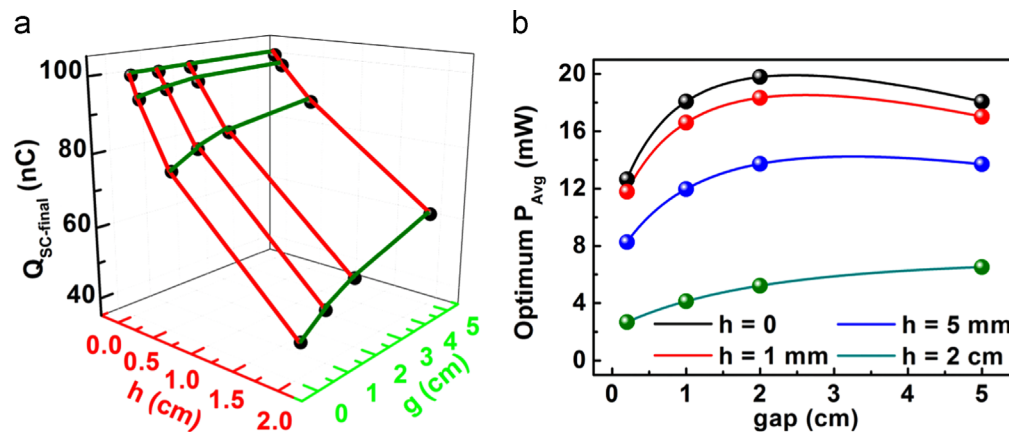 a
Q_SC-final (nC)
100
80
60
40
0.0
0.5
1.0
1.5
2.0
h (cm)
0
1
2
3
4
5
g (cm)
b
Optimum P_Avg (mW)
20
16
12
8
4
0
h = 0
h = 5 mm
h = 1 mm
h = 2 cm
0 1 2 3 4 5
gap (cm)